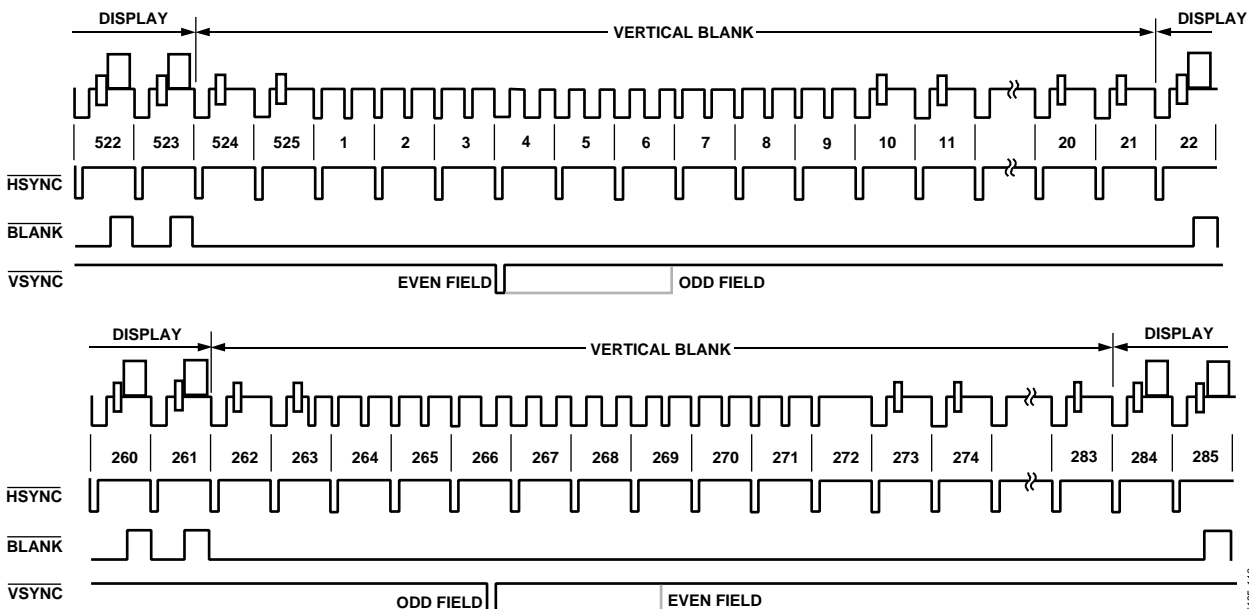 DISPLAY VERTICAL BLANK DISPLAY
522 523 524 525 1 2 3 4 5 6 7 8 9 10 11 20 21 22
HSYNC
BLANK
VSYNC
EVEN FIELD ODD FIELD
DISPLAY VERTICAL BLANK DISPLAY
260 261 262 263 264 265 266 267 268 269 270 271 272 273 274 283 284 285
HSYNC
BLANK
VSYNC
ODD FIELD EVEN FIELD